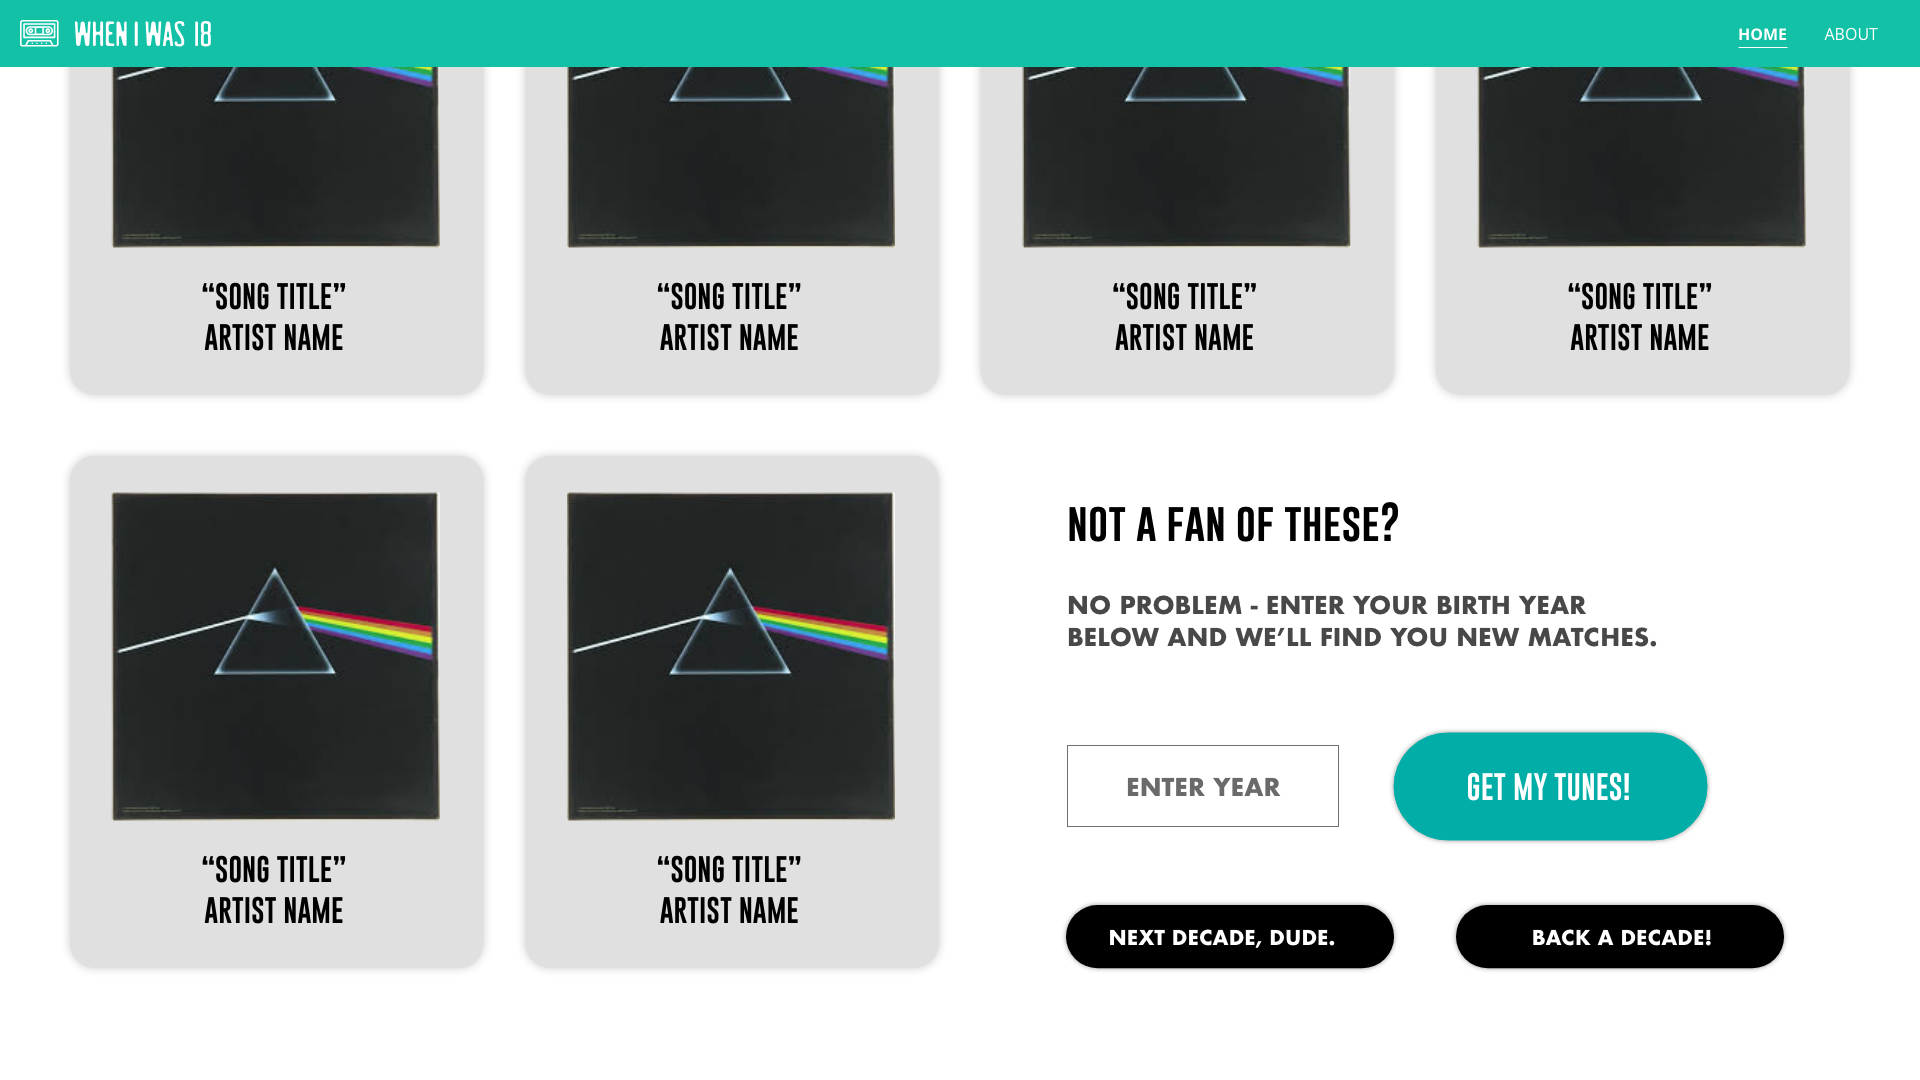 WHEN I WAS 18
HOME
ABOUT
“SONG TITLE”
ARTIST NAME
“SONG TITLE”
ARTIST NAME
“SONG TITLE”
ARTIST NAME
“SONG TITLE”
ARTIST NAME
“SONG TITLE”
ARTIST NAME
“SONG TITLE”
ARTIST NAME
NOT A FAN OF THESE?
NO PROBLEM - ENTER YOUR BIRTH YEAR
BELOW AND WE’LL FIND YOU NEW MATCHES.
ENTER YEAR
GET MY TUNES!
NEXT DECADE, DUDE.
BACK A DECADE!